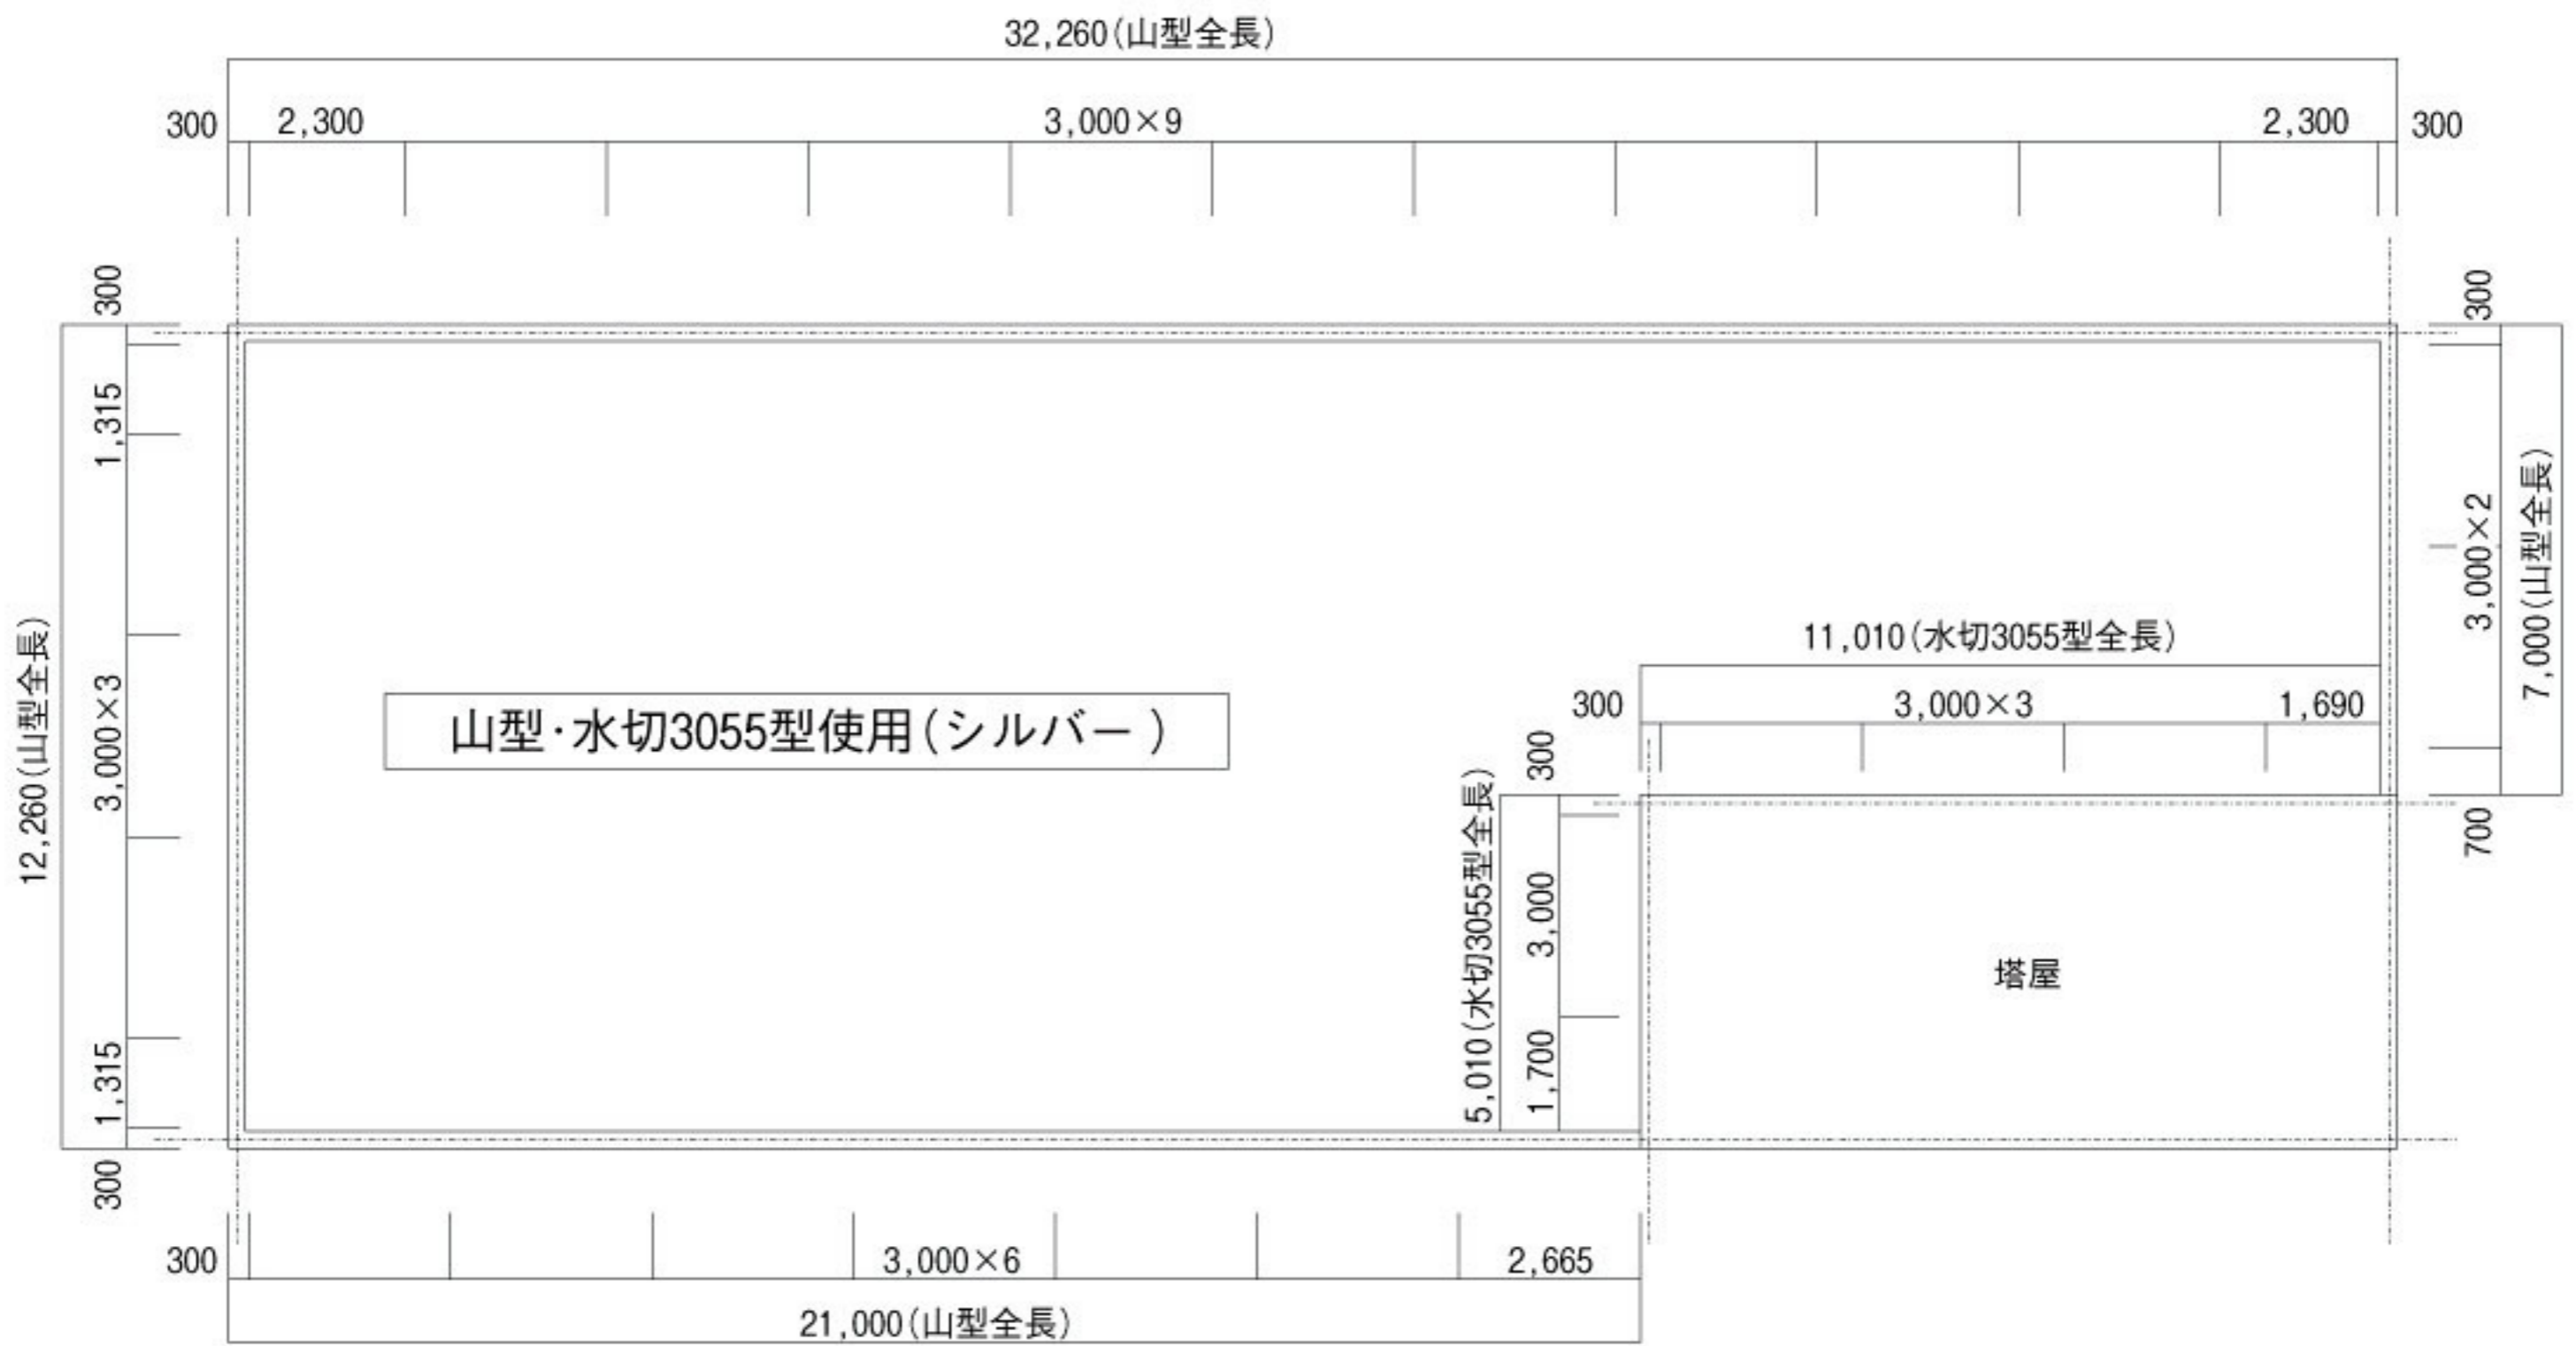 32,260(山型全長)
300 2,300 3,000×9 2,300 300
300
1,315
3,000×3
1,315
300
12,260(山型全長)
300
3,000×2
700
7,000(山型全長)
山型·水切3055型使用(シルバー )
11,010(水切3055型全長)
300 3,000×3 1,690
300
3,000
1,700
5,010(水切3055型全長)
塔屋
300 3,000×6 2,665
21,000(山型全長)